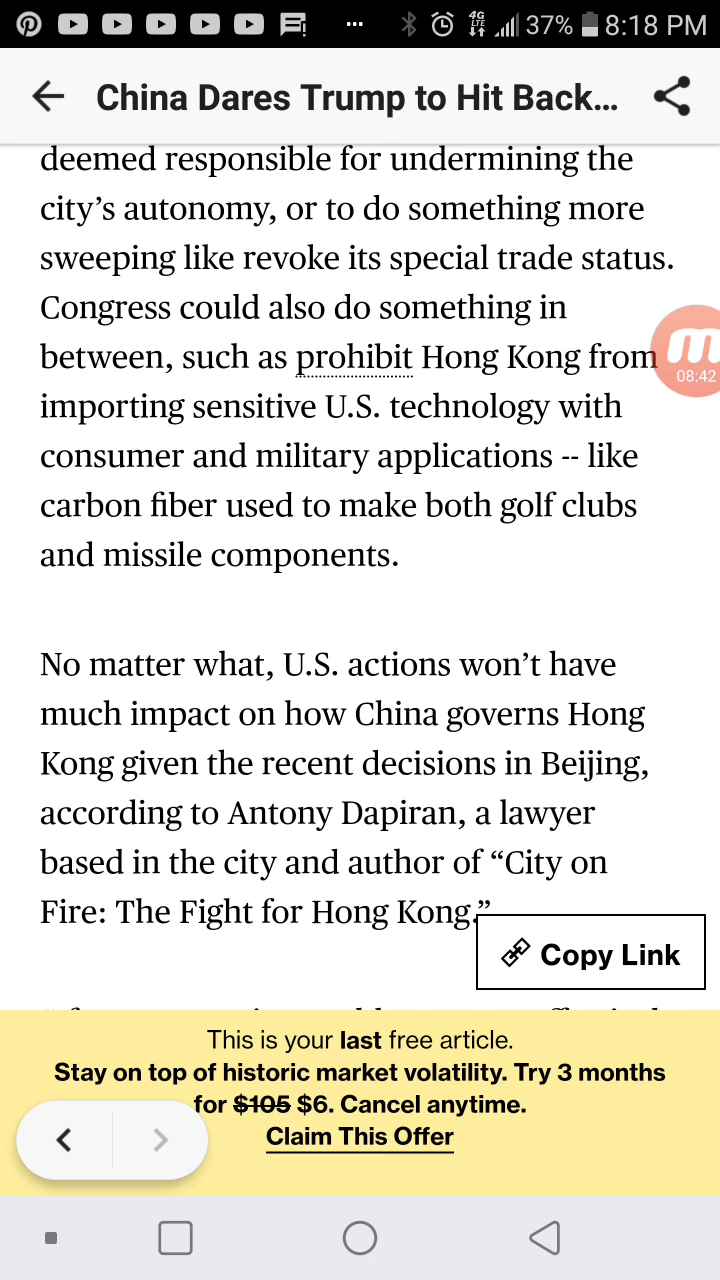 4G
LTE
37%
8:18 PM
China Dares Trump to Hit Back...
deemed responsible for undermining the
city’s autonomy, or to do something more
sweeping like revoke its special trade status.
Congress could also do something in
between, such as prohibit Hong Kong from
08:42
importing sensitive U.S. technology with
consumer and military applications -- like
carbon fiber used to make both golf clubs
and missile components.
No matter what, U.S. actions won’t have
much impact on how China governs Hong
Kong given the recent decisions in Beijing,
according to Antony Dapiran, a lawyer
based in the city and author of “City on
Fire: The Fight for Hong Kong.”
Copy Link
This is your last free article.
Stay on top of historic market volatility. Try 3 months
for $105 $6. Cancel anytime.
Claim This Offer